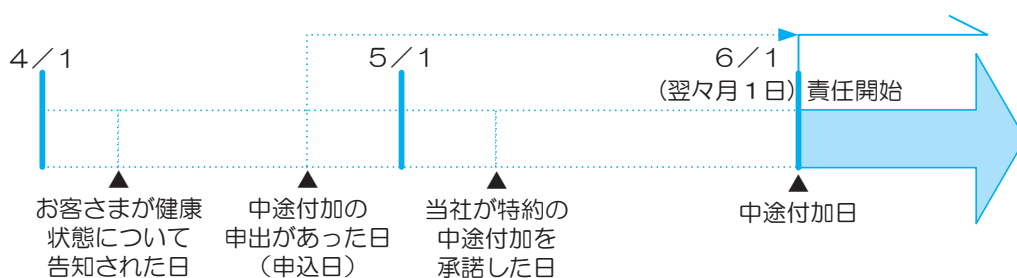 4／1
5／1
6／1
（翌々月１日）責任開始
お客さまが健康
状態について
告知された日
中途付加の
申出があった日
（申込日）
当社が特約の
中途付加を
承諾した日
中途付加日